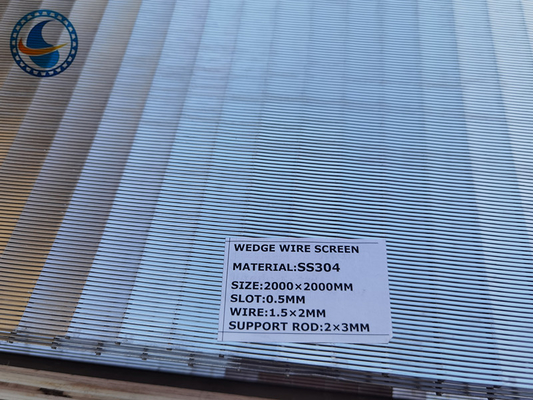 WEDGE WIRE SCREEN
MATERIAL:SS304
SIZE:2000×2000MM
SLOT:0.5MM
WIRE:1.5×2MM
SUPPORT ROD:2×3MM